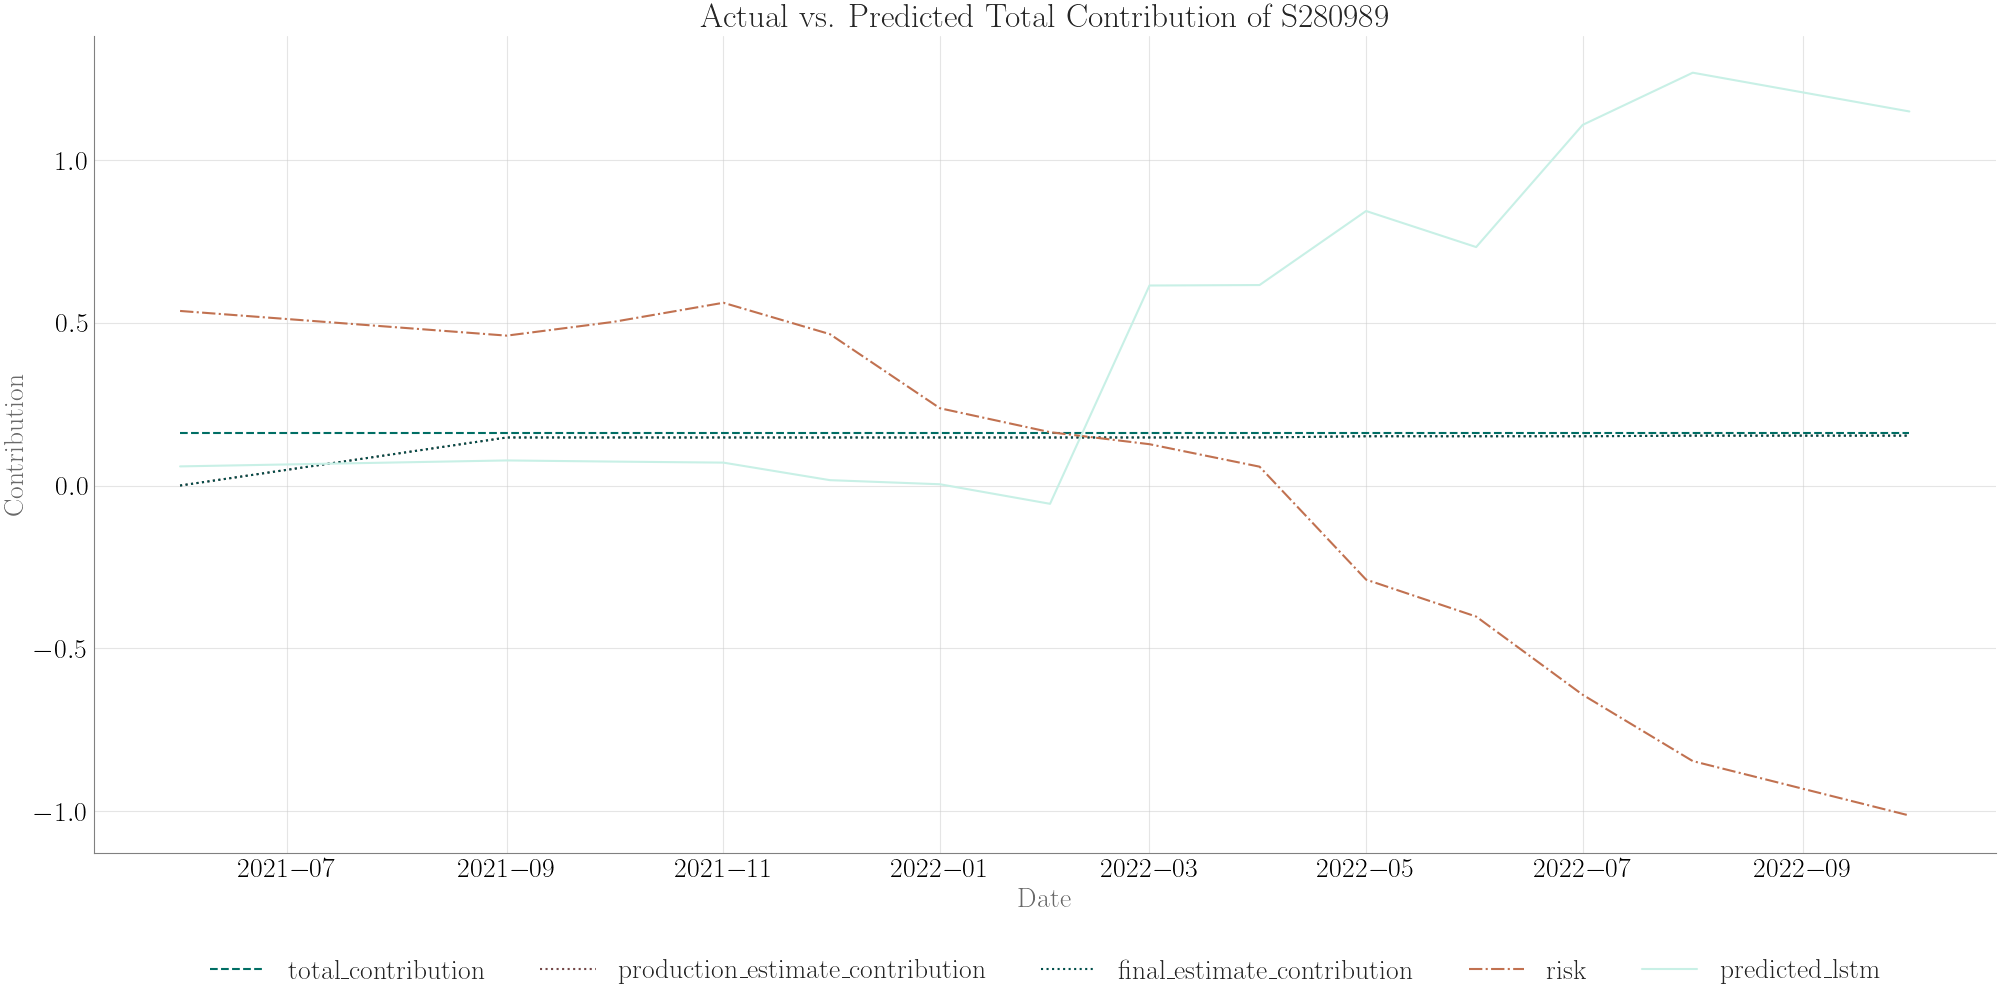 Actual vs. Predicted Total Contribution of S280989
Contribution
1.0
0.5
0.0
−0.5
−1.0
2021−07 2021−09 2021−11 2022−01 2022−03 2022−05 2022−07 2022−09
Date
total_contribution production_estimate_contribution final_estimate_contribution risk predicted_lstm